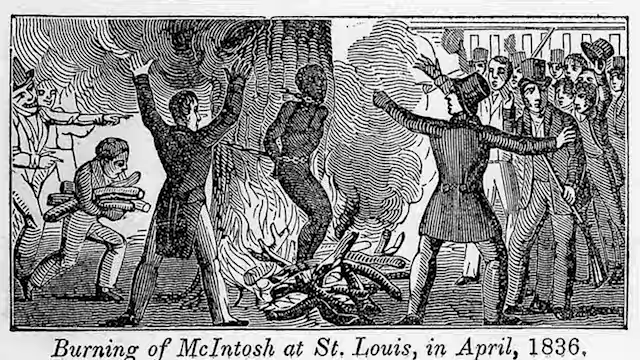 Burning of McIntosh at St. Louis, in April, 1836.